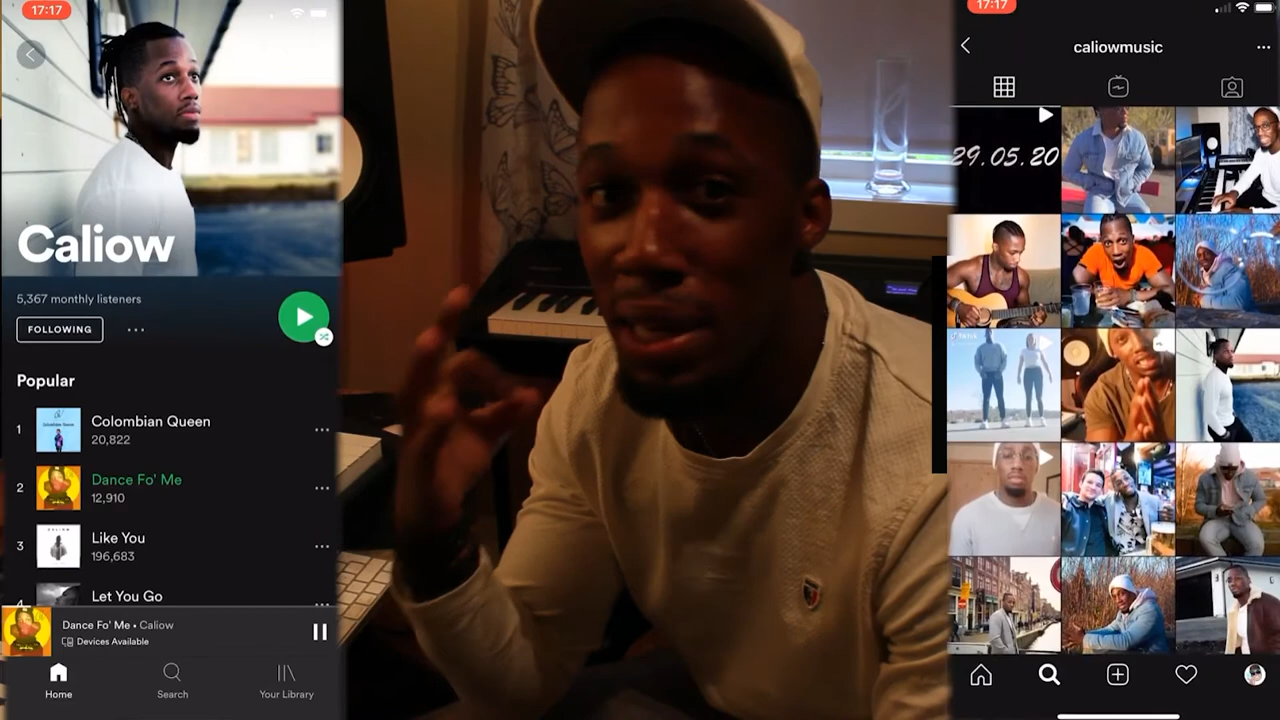 17:17
Caliow
5,367 monthly listeners
FOLLOWING
Popular
1
Colombian Queen
20,822
2
Dance Fo' Me
12,910
3
Like You
196,683
4
Let You Go
Dance Fo' Me • Caliow
Devices Available
Home
Search
Your Library
17:17
caliowmusic
29.05.20